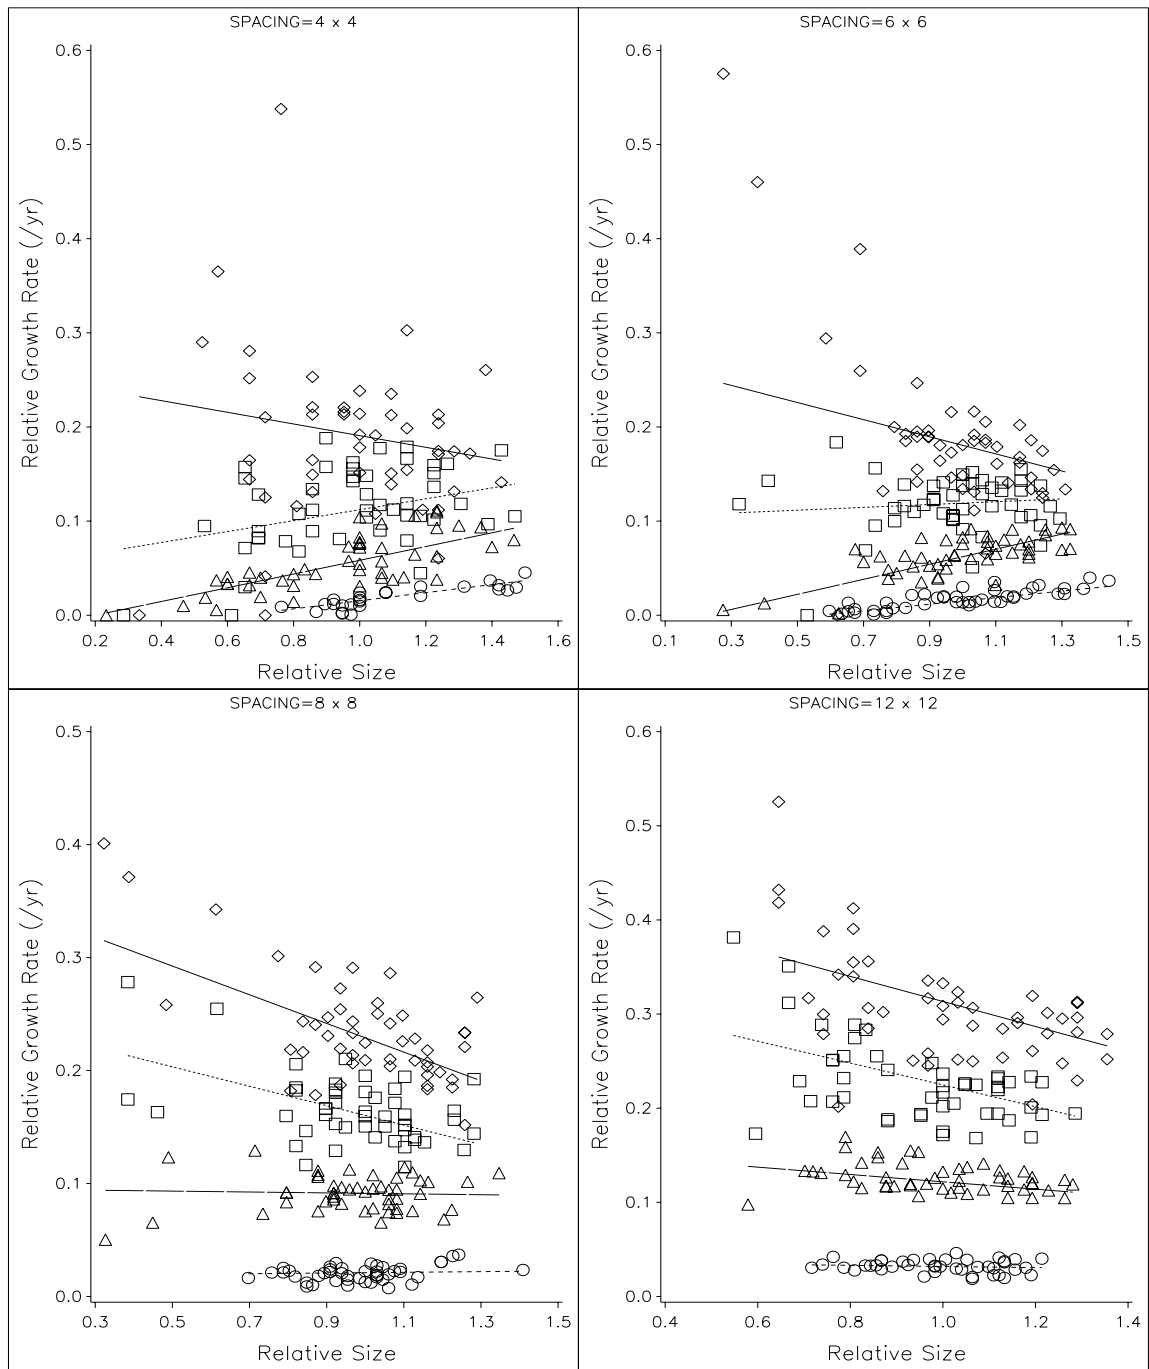 SPACING=4 x 4
0.6
0.5
0.4
0.3
0.2
0.1
0.0
Relative Growth Rate (/yr)
0.2 0.4 0.6 0.8 1.0 1.2 1.4 1.6
Relative Size
SPACING=6 x 6
0.6
0.5
0.4
0.3
0.2
0.1
0.0
Relative Growth Rate (/yr)
0.1 0.3 0.5 0.7 0.9 1.1 1.3 1.5
Relative Size
SPACING=8 x 8
0.5
0.4
0.3
0.2
0.1
0.0
Relative Growth Rate (/yr)
0.3 0.5 0.7 0.9 1.1 1.3 1.5
Relative Size
SPACING=12 x 12
0.6
0.5
0.4
0.3
0.2
0.1
0.0
Relative Growth Rate (/yr)
0.4 0.6 0.8 1.0 1.2 1.4
Relative Size